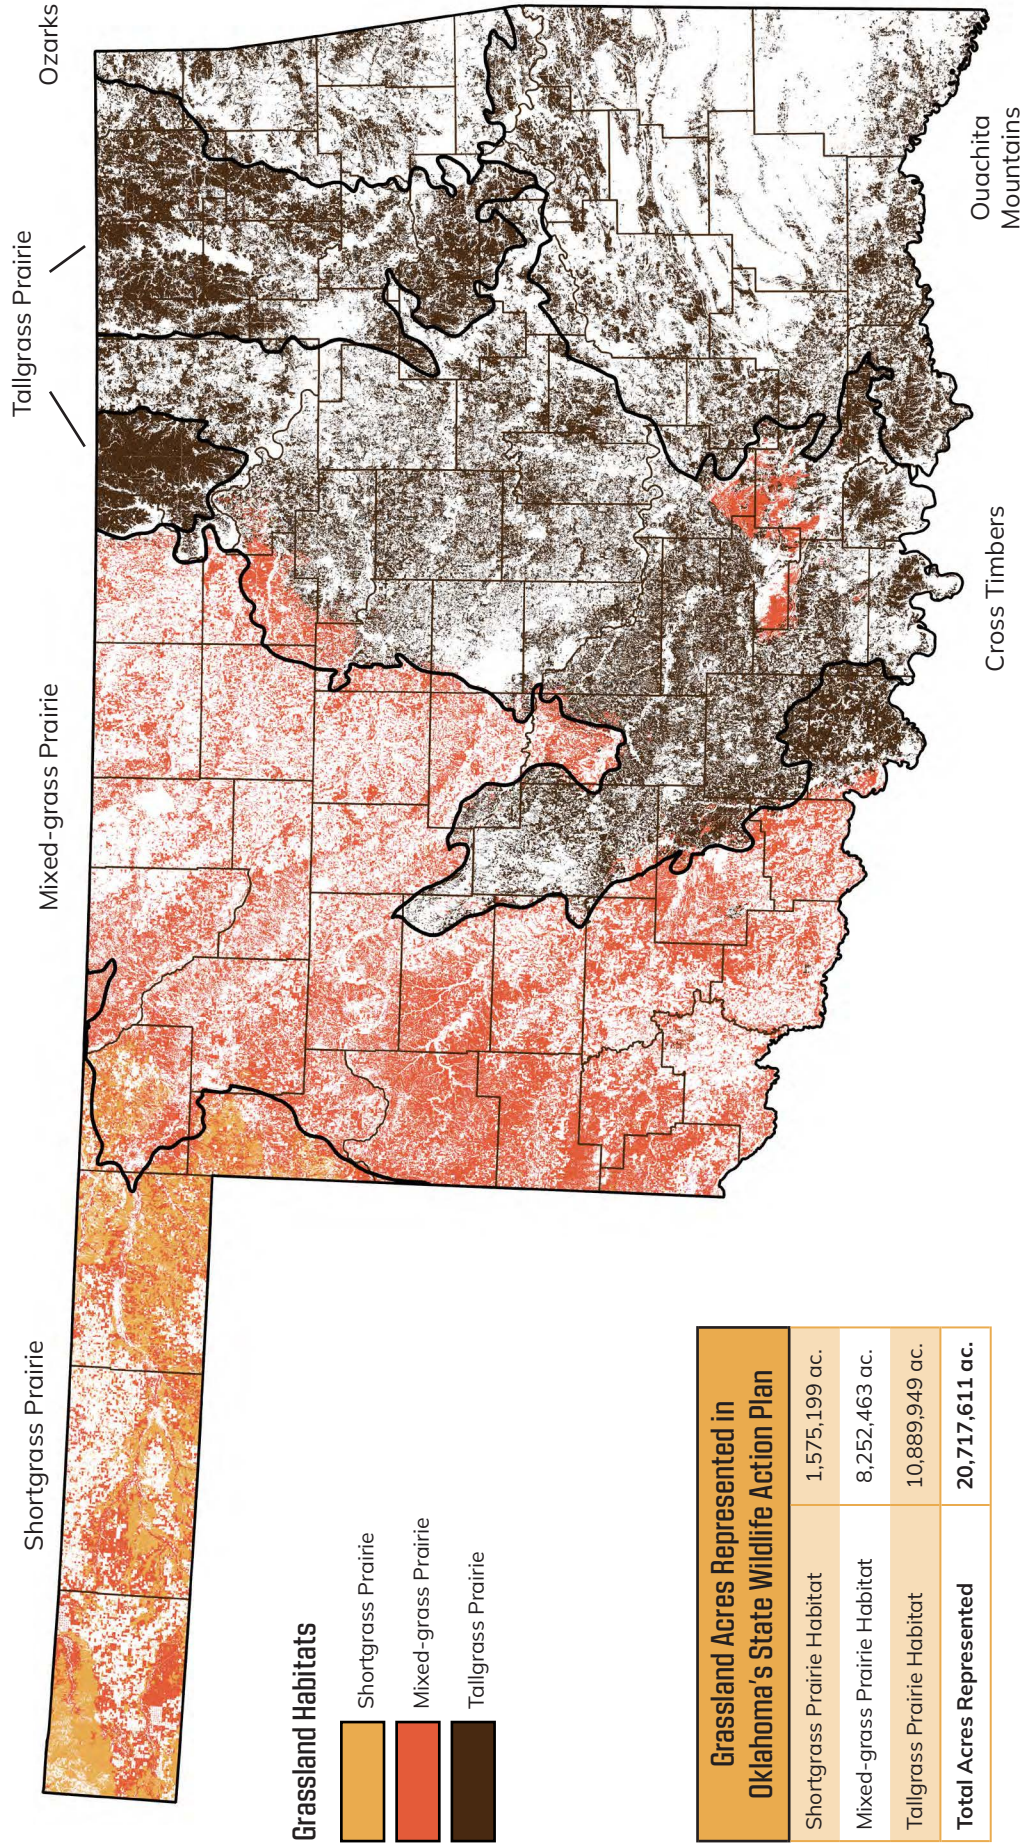 Shortgrass Prairie
Mixed-grass Prairie
Tallgrass Prairie
Ozarks
Cross Timbers
Ouachita
Mountains
Grassland Habitats
Shortgrass Prairie
Mixed-grass Prairie
Tallgrass Prairie
Grassland Acres Represented in
Oklahoma's State Wildlife Action Plan
Shortgrass Prairie Habitat 1,575,199 ac.
Mixed-grass Prairie Habitat 8,252,463 ac.
Tallgrass Prairie Habitat 10,889,949 ac.
Total Acres Represented 20,717,611 ac.